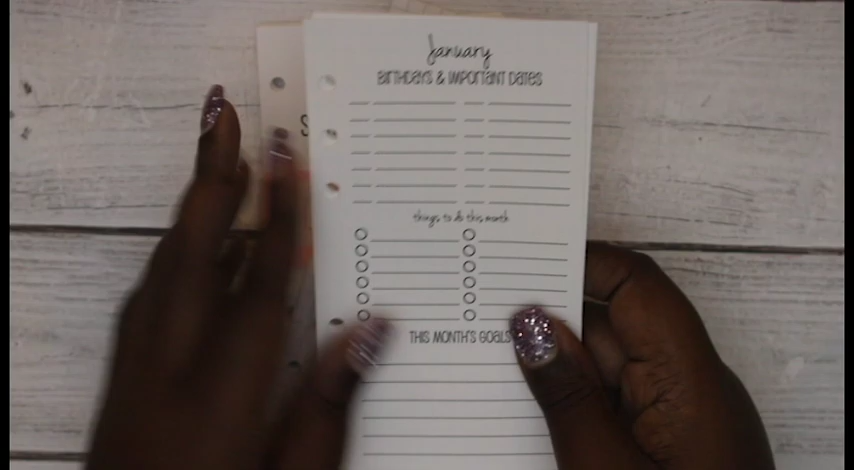 January
BIRTHDAYS & IMPORTANT DATES
things to do this month
THIS MONTH'S GOALS
S